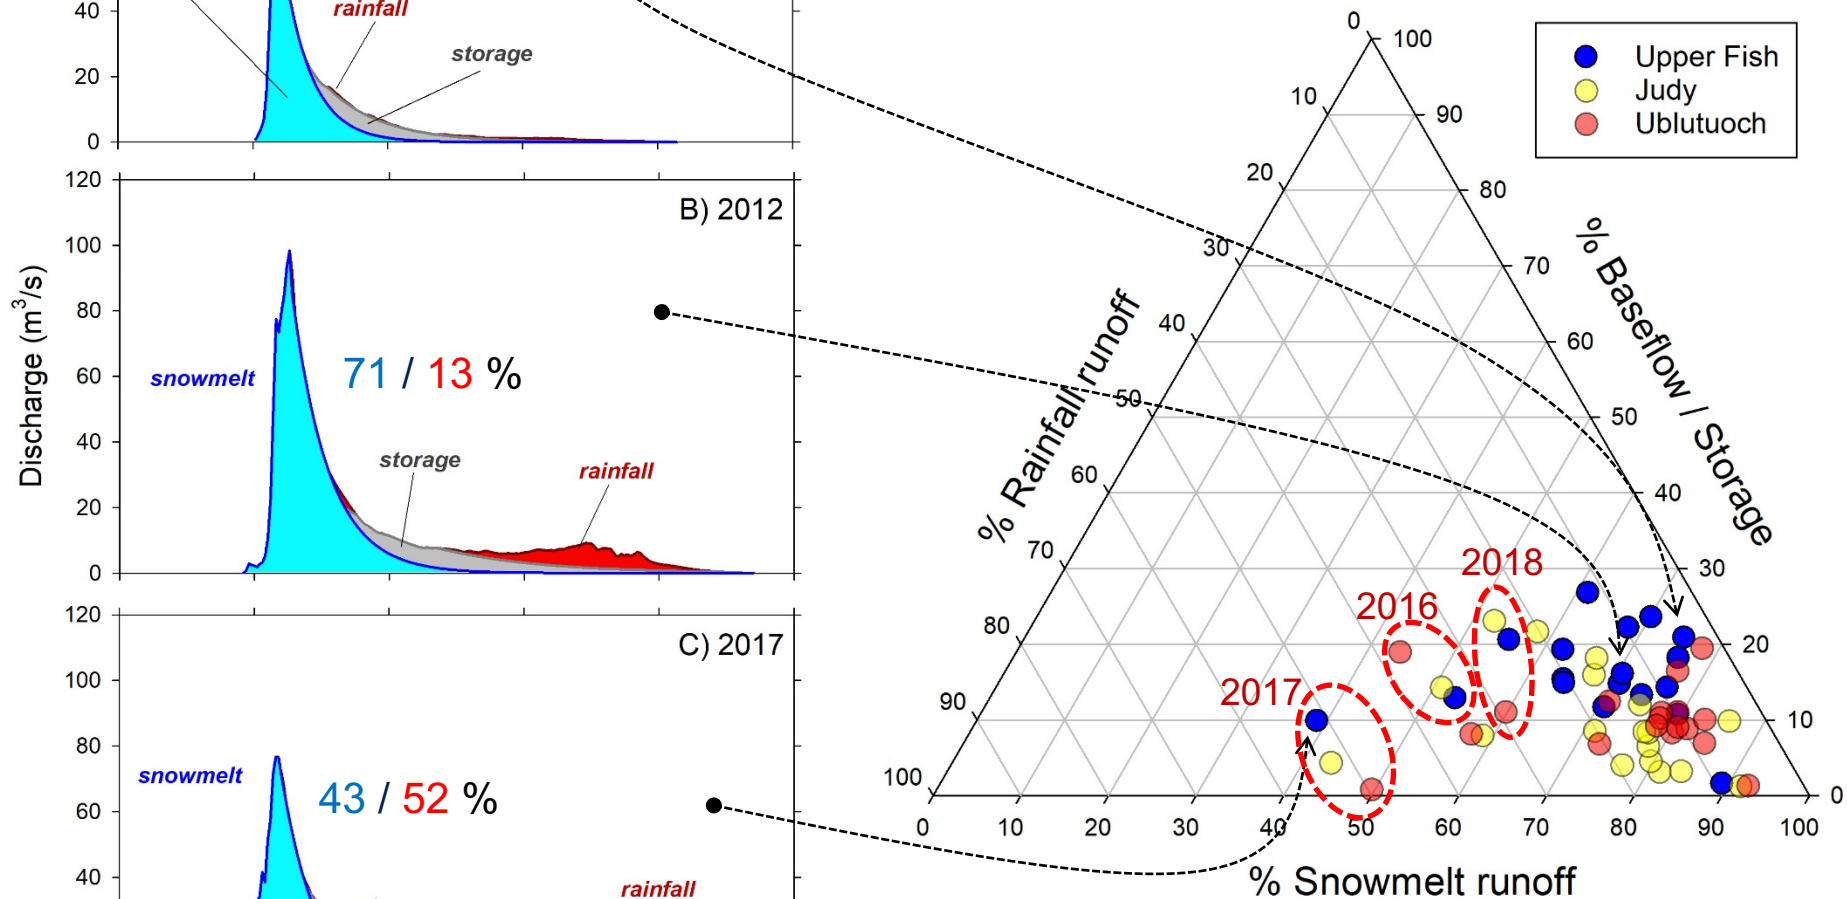 40
rainfall
storage
20
0
120
B) 2012
100
80
71 / 13 %
snowmelt
60
40
storage
rainfall
20
0
Discharge (m³/s)
120
C) 2017
100
80
snowmelt
43 / 52 %
60
40
rainfall
Upper Fish
Judy
Ublutuoch
0
10
20
30
40
50
60
70
80
90
100
% Rainfall runoff
100
90
80
70
60
50
40
30
20
10
0
% Baseflow / Storage
2018
2016
2017
0
10
20
30
40
50
60
70
80
90
100
% Snowmelt runoff